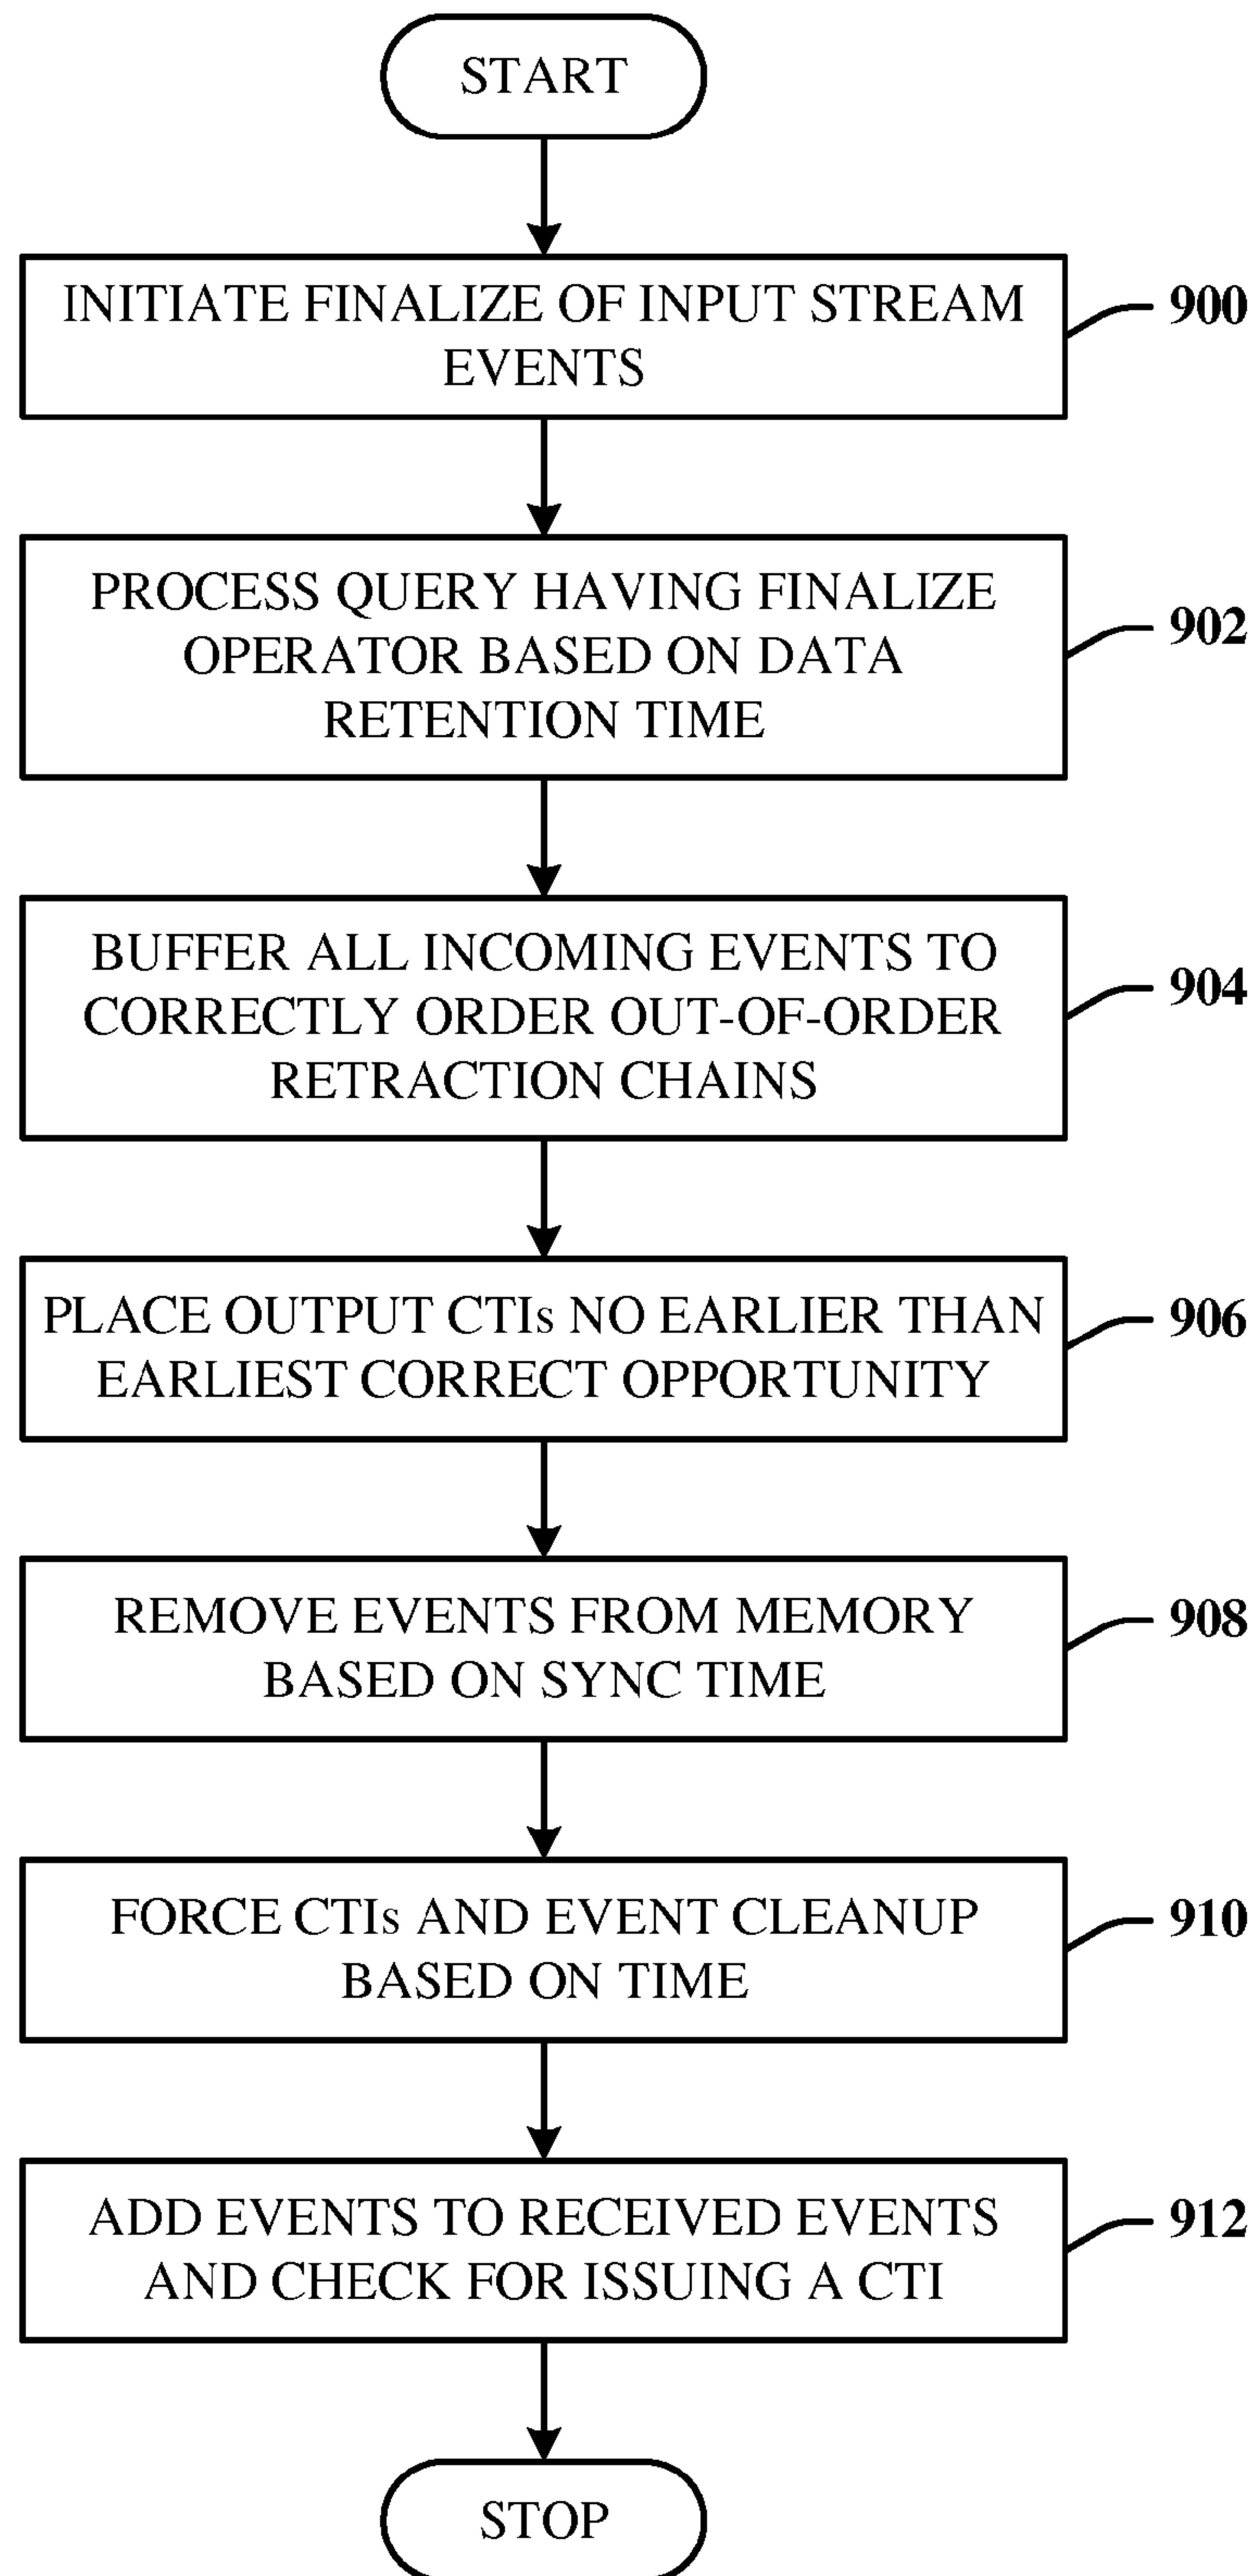 START
INITIATE FINALIZE OF INPUT STREAM
EVENTS
900
PROCESS QUERY HAVING FINALIZE
OPERATOR BASED ON DATA
RETENTION TIME
902
BUFFER ALL INCOMING EVENTS TO
CORRECTLY ORDER OUT-OF-ORDER
RETRACTION CHAINS
904
PLACE OUTPUT CTIs NO EARLIER THAN
EARLIEST CORRECT OPPORTUNITY
906
REMOVE EVENTS FROM MEMORY
BASED ON SYNC TIME
908
FORCE CTIs AND EVENT CLEANUP
BASED ON TIME
910
ADD EVENTS TO RECEIVED EVENTS
AND CHECK FOR ISSUING A CTI
912
STOP